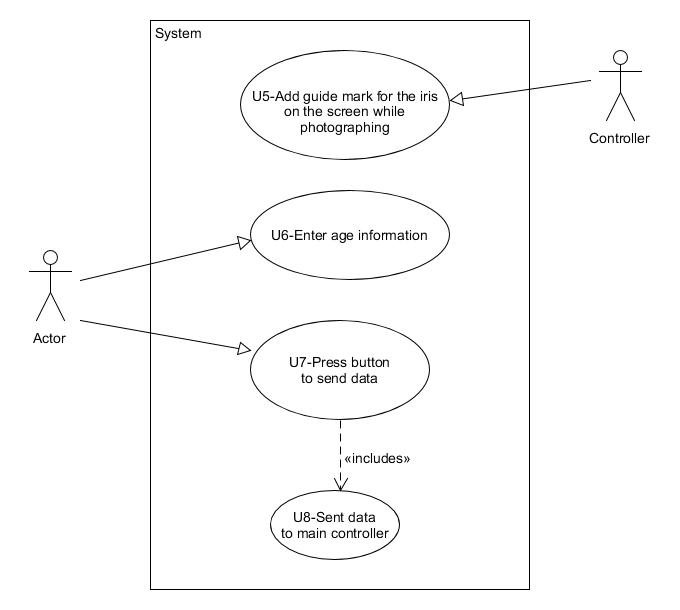 System
U5-Add guide mark for the iris
on the screen while
photographing
Controller
U6-Enter age information
Actor
U7-Press button
to send data
«includes»
U8-Sent data
to main controller